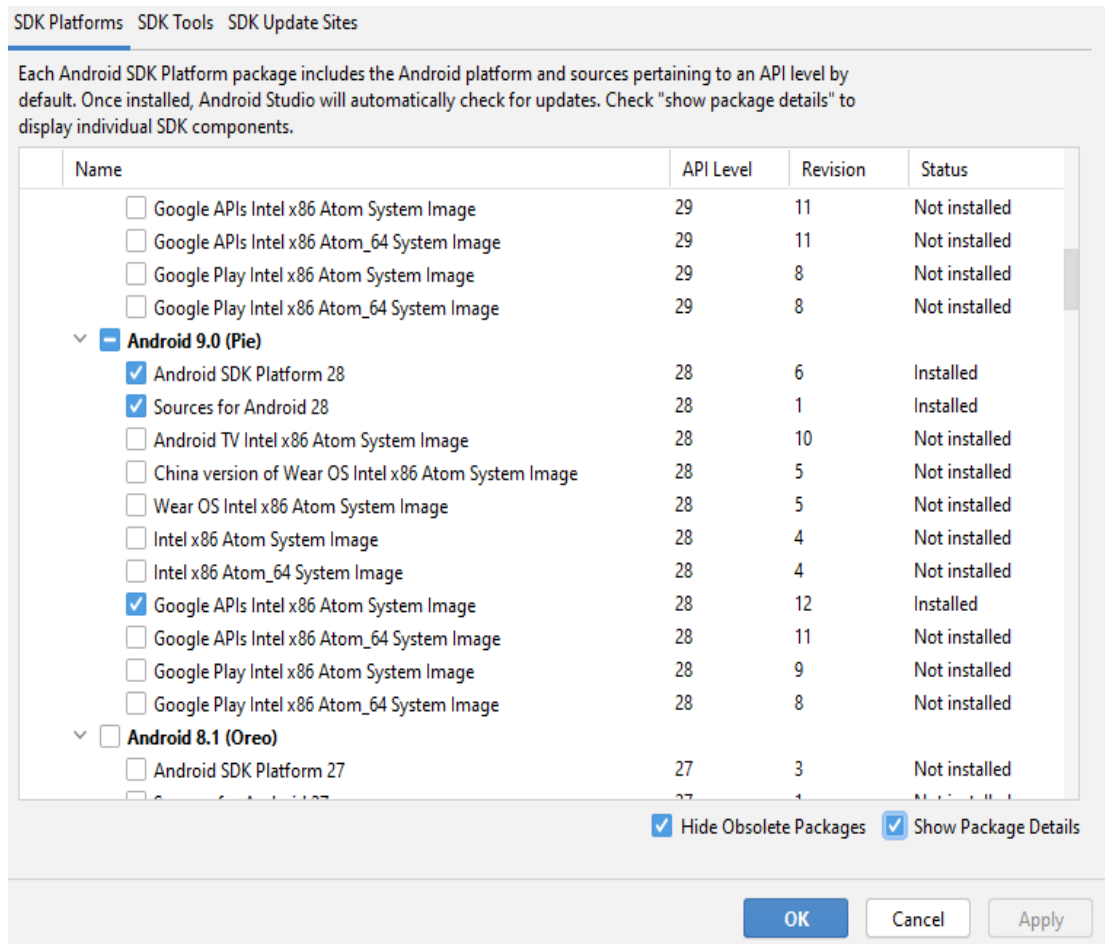 SDK Platforms SDK Tools SDK Update Sites
Each Android SDK Platform package includes the Android platform and sources pertaining to an API level by
default. Once installed, Android Studio will automatically check for updates. Check "show package details" to
display individual SDK components.
Name API Level Revision Status
Google APIs Intel x86 Atom System Image 29 11 Not installed
Google APIs Intel x86 Atom_64 System Image 29 11 Not installed
Google Play Intel x86 Atom System Image 29 8 Not installed
Google Play Intel x86 Atom_64 System Image 29 8 Not installed
Android 9.0 (Pie)
Android SDK Platform 28 28 6 Installed
Sources for Android 28 28 1 Installed
Android TV Intel x86 Atom System Image 28 10 Not installed
China version of Wear OS Intel x86 Atom System Image 28 5 Not installed
Wear OS Intel x86 Atom System Image 28 5 Not installed
Intel x86 Atom System Image 28 4 Not installed
Intel x86 Atom_64 System Image 28 4 Not installed
Google APIs Intel x86 Atom System Image 28 12 Installed
Google APIs Intel x86 Atom_64 System Image 28 11 Not installed
Google Play Intel x86 Atom System Image 28 9 Not installed
Google Play Intel x86 Atom_64 System Image 28 8 Not installed
Android 8.1 (Oreo)
Android SDK Platform 27 27 3 Not installed
Hide Obsolete Packages Show Package Details
OK Cancel Apply